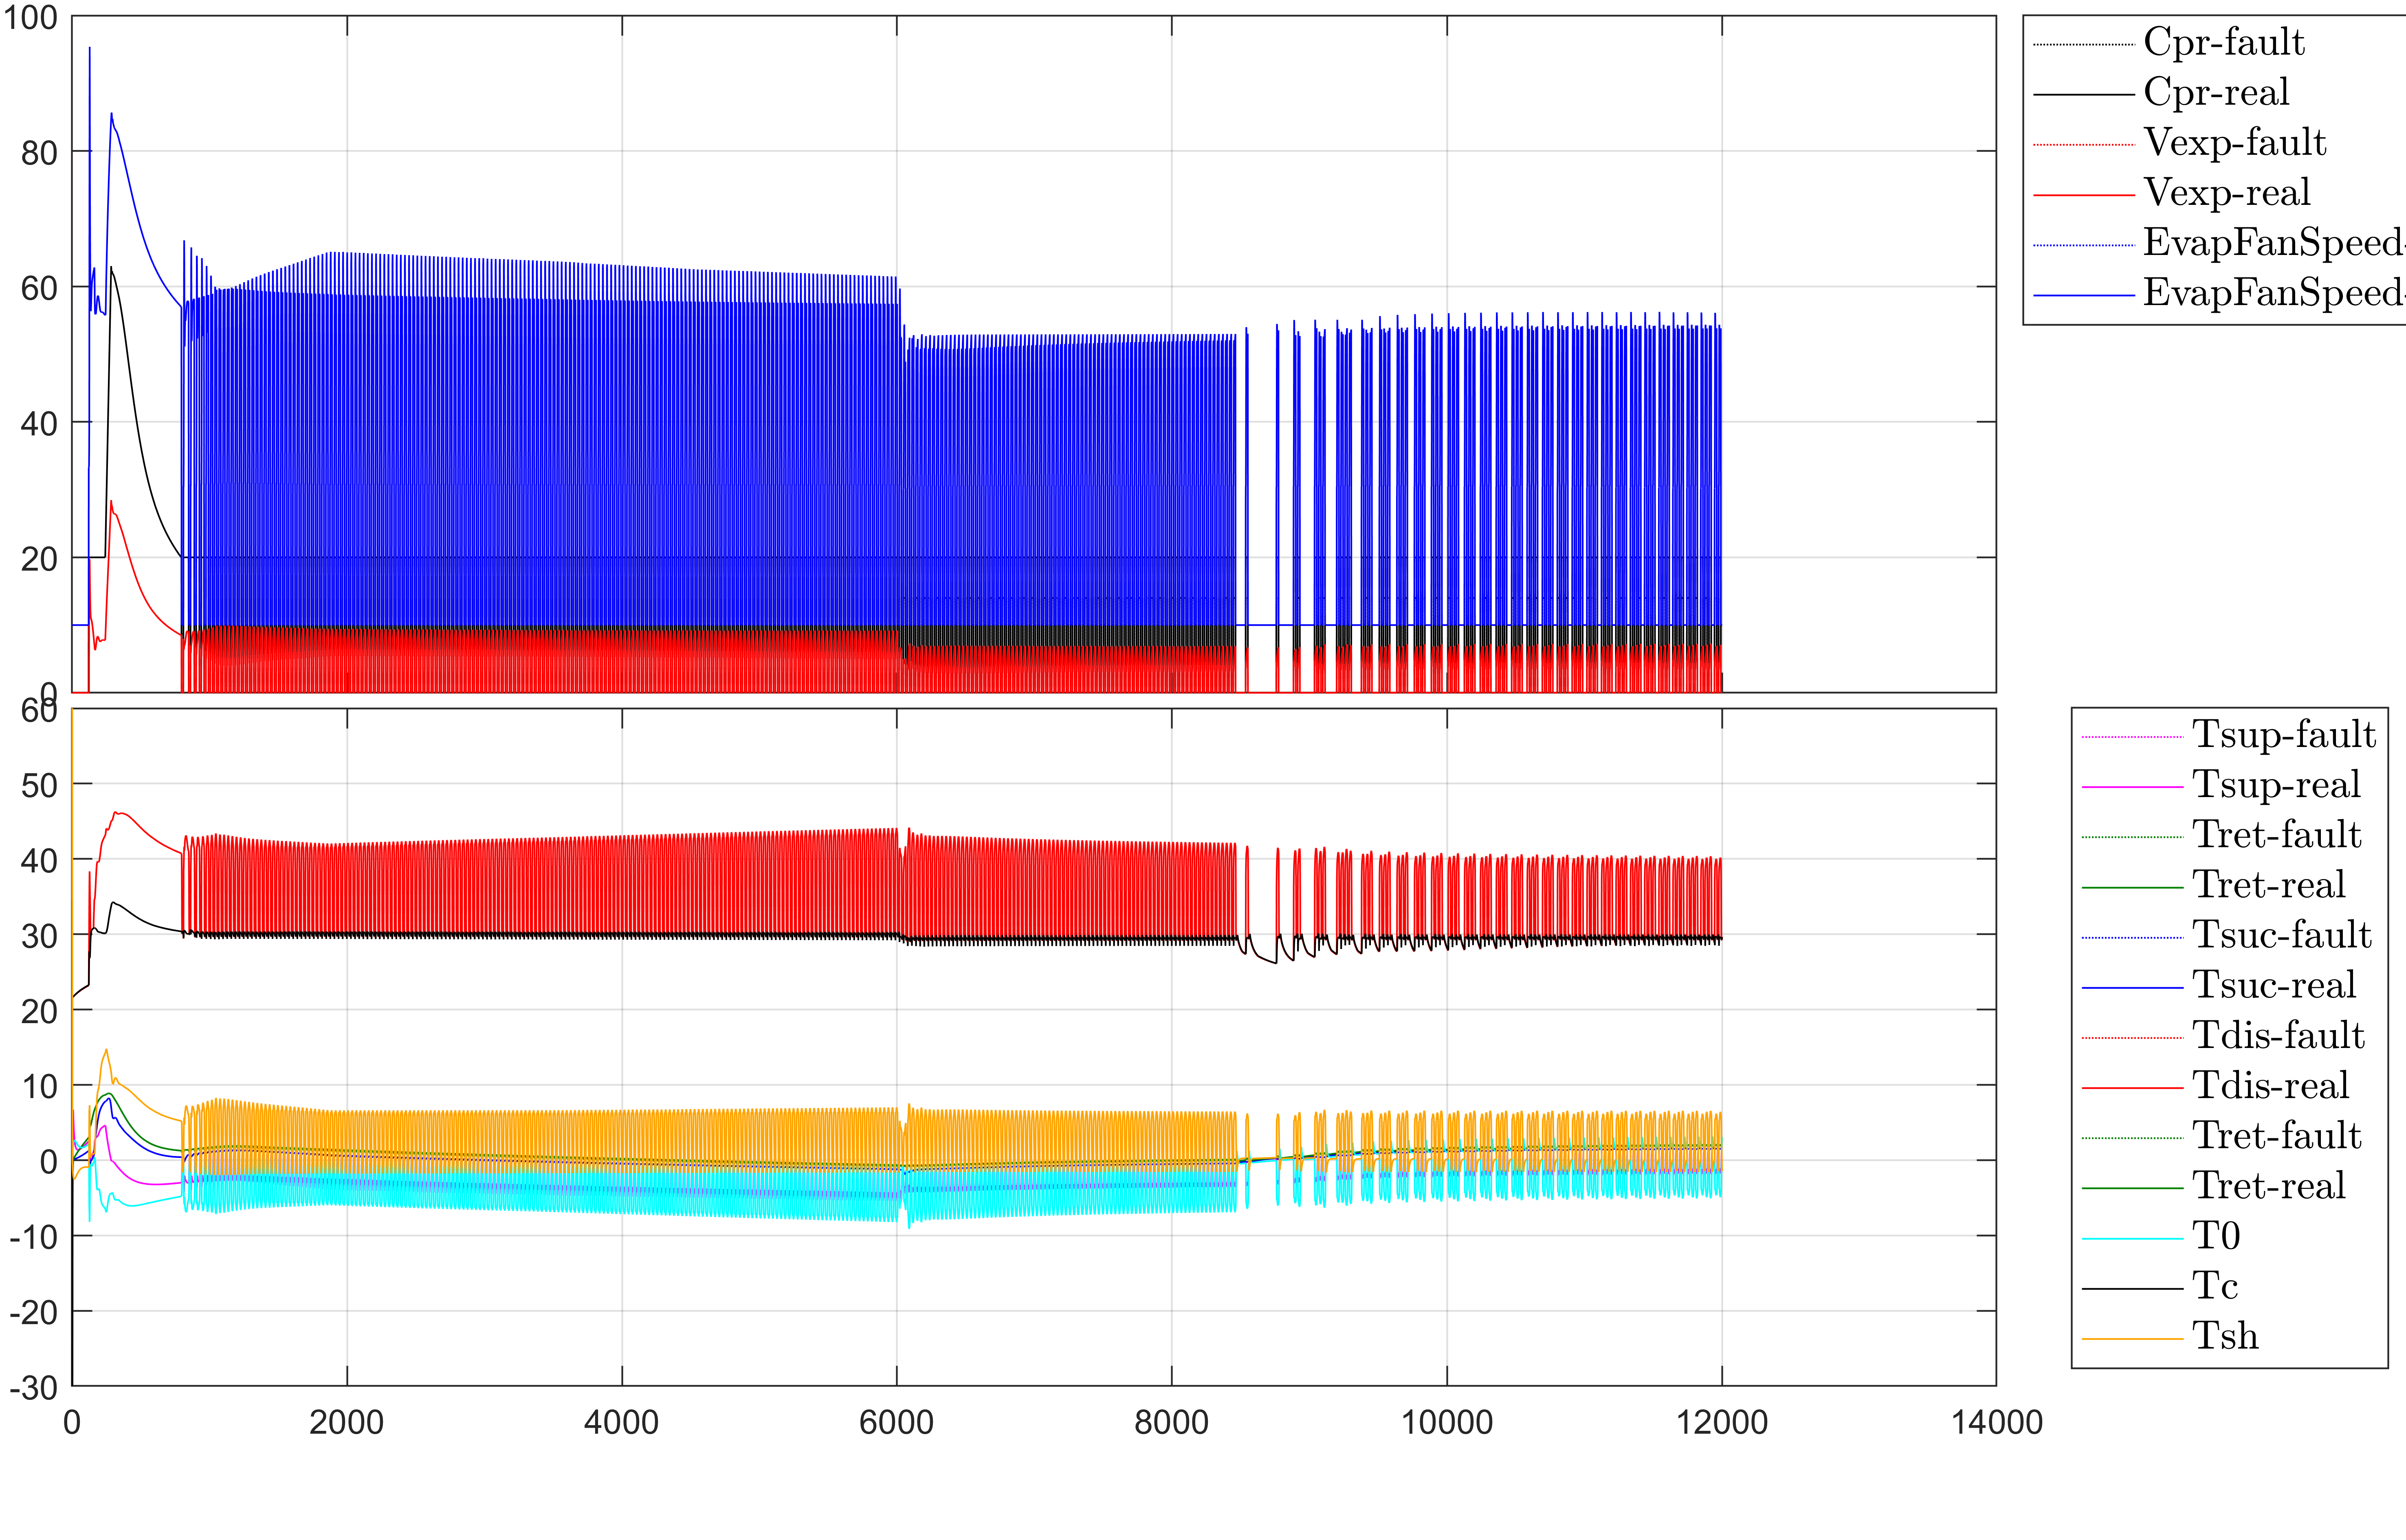 100
80
60
40
20
0
Cpr-fault
Cpr-real
Vexp-fault
Vexp-real
EvapFanSpeed-
EvapFanSpeed-
60
50
40
30
20
10
0
-10
-20
-30
0 2000 4000 6000 8000 10000 12000 14000
Tsup-fault
Tsup-real
Tret-fault
Tret-real
Tsuc-fault
Tsuc-real
Tdis-fault
Tdis-real
Tret-fault
Tret-real
T0
Tc
Tsh